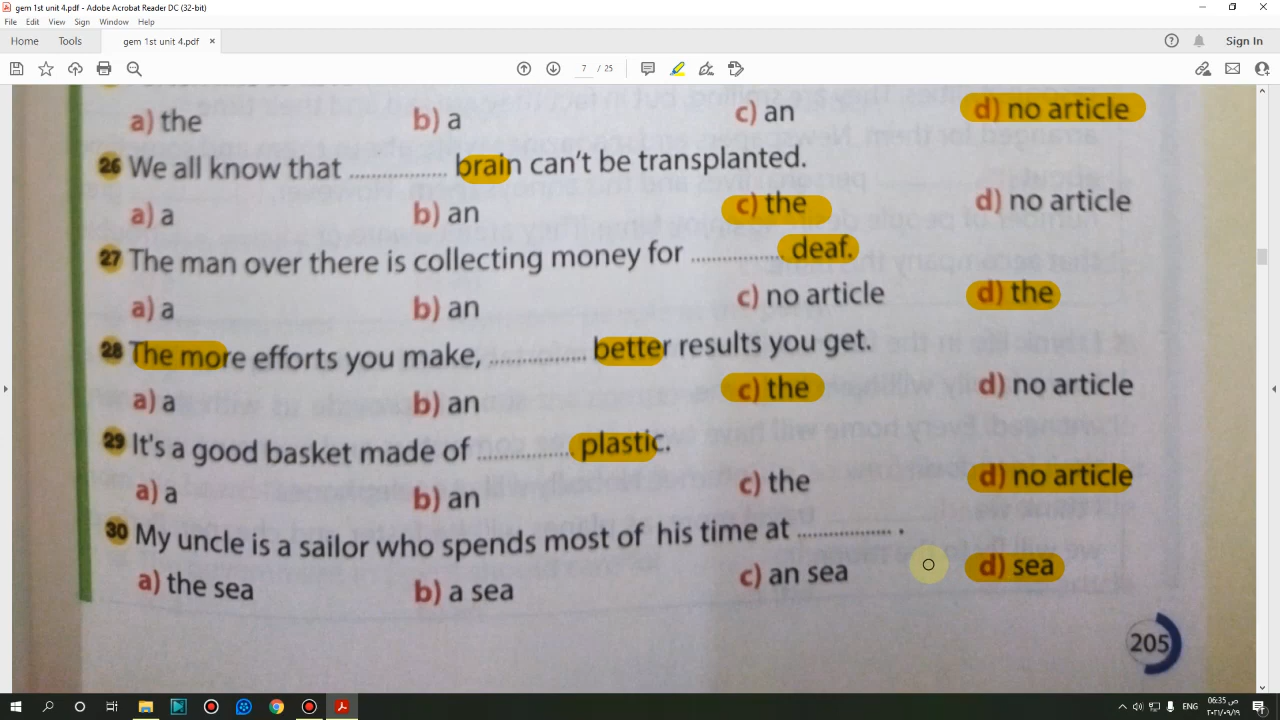 gem 1st unit 4.pdf - Adobe Acrobat Reader DC (32-bit)
File Edit View Sign Window Help
Home Tools gem 1st unit 4.pdf × Sign In
7 / 25
a) the b) a c) an d) no article
26 We all know that ............ brain can't be transplanted.
a) a b) an c) the d) no article
27 The man over there is collecting money for ............ deaf.
a) a b) an c) no article d) the
28 The more efforts you make, ............ better results you get.
a) a b) an c) the d) no article
29 It's a good basket made of ............ plastic.
a) a b) an c) the d) no article
30 My uncle is a sailor who spends most of his time at ............ .
a) the sea b) a sea c) an sea d) sea
205
ENG 06:35 ص
٢٠٢١/٠٩/٠٩